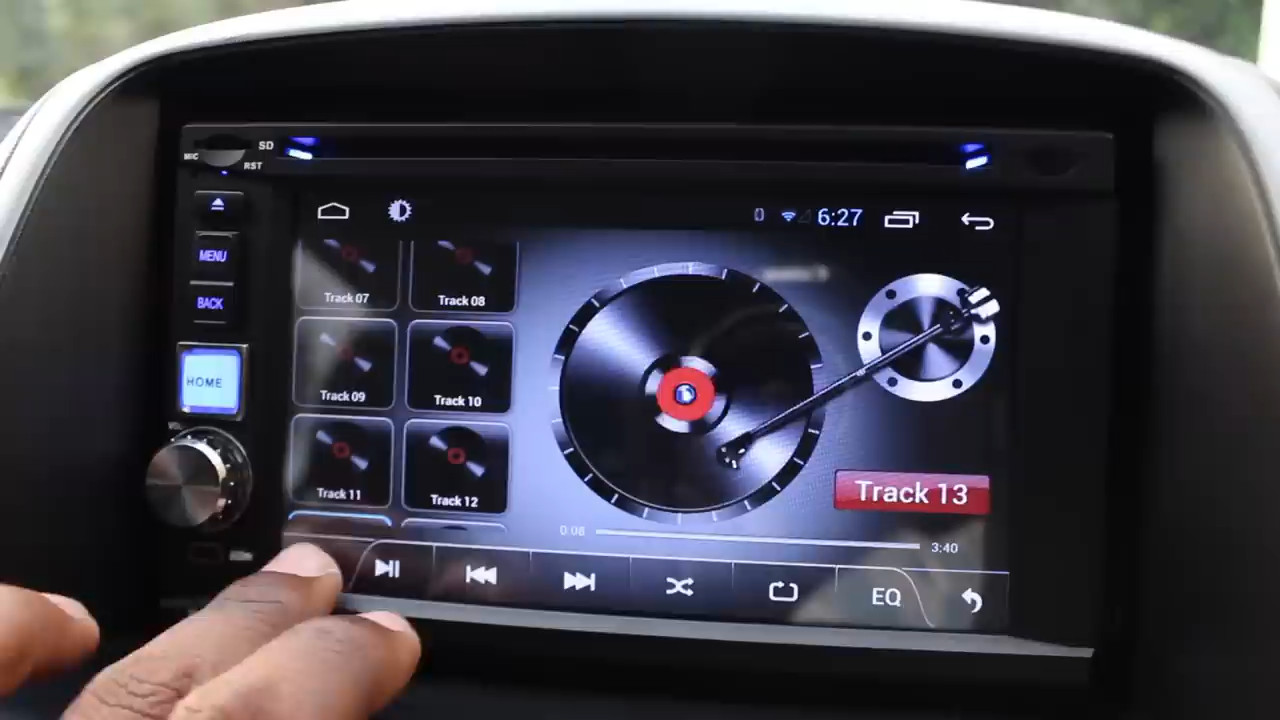 SD
MIC
RST
6:27
MENU
BACK
HOME
Track 07
Track 08
Track 09
Track 10
Track 11
Track 12
Track 13
0:08
3:40
EQ